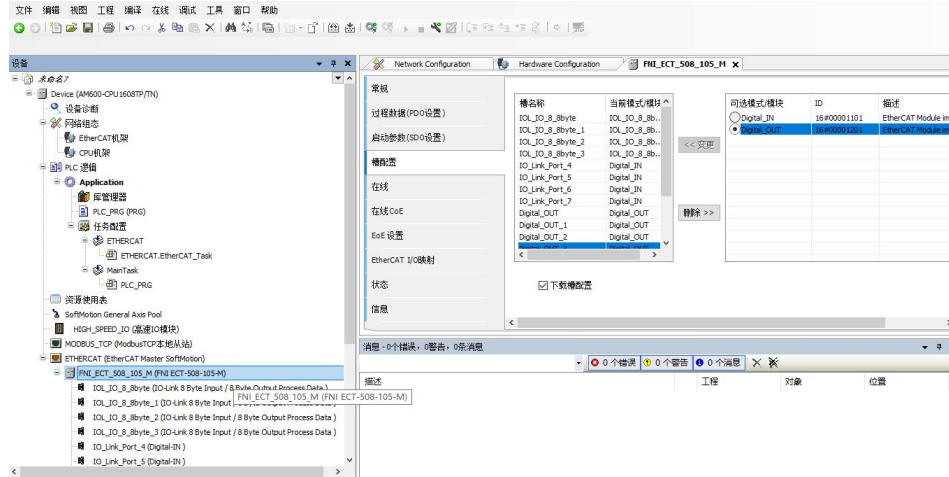 文件 编辑 视图 工程 编译 在线 调试 工具 窗口 帮助
设备
未命名7
Device (AM600-CPU1608TP/TN)
设备诊断
网络组态
EtherCAT机架
CPU机架
PLC 逻辑
Application
库管理器
PLC_PRG (PRG)
任务配置
ETHERCAT
ETHERCAT.EtherCAT_Task
MainTask
PLC_PRG
资源使用表
SoftMotion General Axis Pool
HIGH_SPEED_IO (高速IO模块)
MODBUS_TCP (ModbusTCP本地从站)
ETHERCAT (EtherCAT Master SoftMotion)
FNI_ECT_508_105_M (FNI ECT-508-105-M)
IOL_IO_8_8byte (IO-Link 8 Byte Input / 8 Byte Output Process Data )
IOL_IO_8_8byte_1 (IO-Link 8 Byte Input
FNI_ECT_508_105_M (FNI ECT-508-105-M)
IOL_IO_8_8byte_2 (IO-Link 8 Byte Input / 8 Byte Output Process Data )
IOL_IO_8_8byte_3 (IO-Link 8 Byte Input / 8 Byte Output Process Data )
IO_Link_Port_4 (Digital-IN )
IO_Link_Port_5 (Digital-IN )
Network Configuration Hardware Configuration FNI_ECT_508_105_M
常规
过程数据(PDO设置)
启动参数(SDO设置)
槽配置
在线
在线CoE
EoE 设置
EtherCAT I/O映射
状态
信息
槽名称 当前模式/模块
IOL_IO_8_8byte IOL_IO_8_8b..
IOL_IO_8_8byte_1 IOL_IO_8_8b..
IOL_IO_8_8byte_2 IOL_IO_8_8b..
IOL_IO_8_8byte_3 IOL_IO_8_8b..
IO_Link_Port_4 Digital_IN
IO_Link_Port_5 Digital_IN
IO_Link_Port_6 Digital_IN
IO_Link_Port_7 Digital_IN
Digital_OUT Digital_OUT
Digital_OUT_1 Digital_OUT
Digital_OUT_2 Digital_OUT
<< 变更
移除 >>
可选模式/模块 ID 描述
Digital_IN 16#00001101 EtherCAT Module im
Digital_OUT 16#00001201 EtherCAT Module im
下载槽配置
消息 - 0个错误，0警告，0条消息
0 个错误 0 个警告 0 个消息
描述 工程 对象 位置